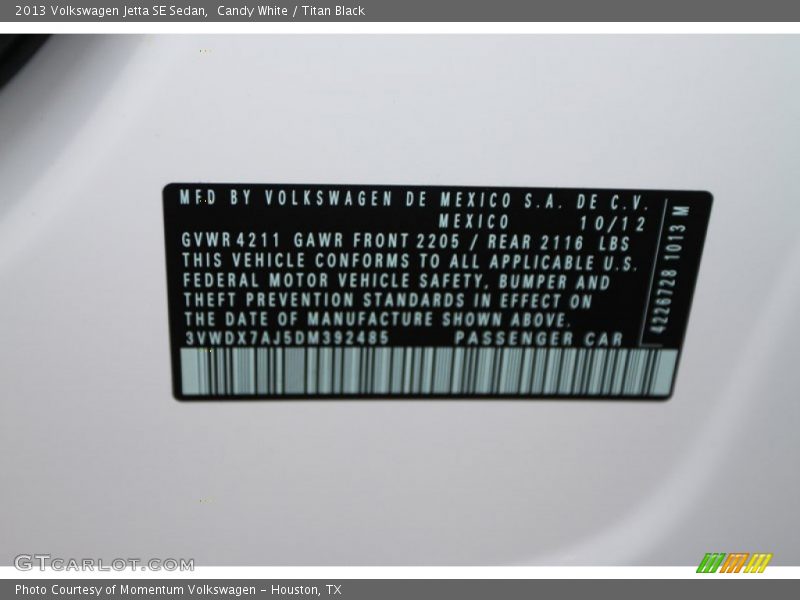 2013 Volkswagen Jetta SE Sedan,  Candy White / Titan Black
MFD BY VOLKSWAGEN DE MEXICO S.A. DE C.V.
MEXICO 10/12
GVWR 4211 GAWR FRONT 2205 / REAR 2116 LBS
THIS VEHICLE CONFORMS TO ALL APPLICABLE U.S.
FEDERAL MOTOR VEHICLE SAFETY, BUMPER AND
THEFT PREVENTION STANDARDS IN EFFECT ON
THE DATE OF MANUFACTURE SHOWN ABOVE.
3VWDX7AJ5DM392485 PASSENGER CAR
4226728 1013 M
GTCARLOT.COM
Photo Courtesy of Momentum Volkswagen – Houston, TX